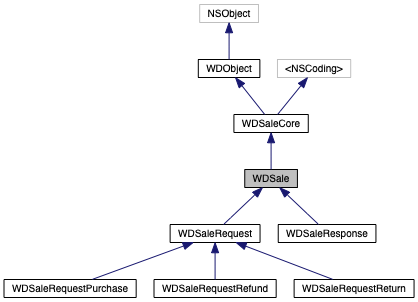 NSObject
WDObject
<NSCoding>
WDSaleCore
WDSale
WDSaleRequest
WDSaleResponse
WDSaleRequestPurchase
WDSaleRequestRefund
WDSaleRequestReturn